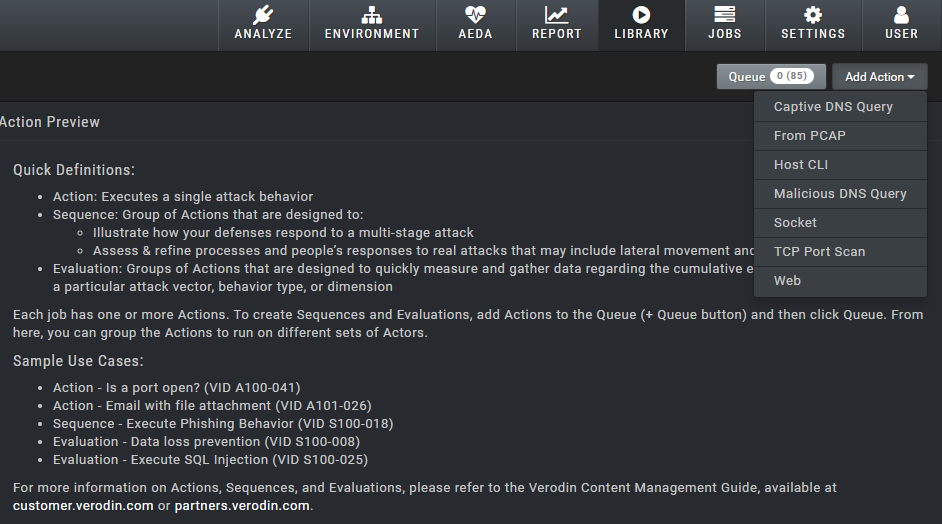 ANALYZE ENVIRONMENT AEDA REPORT LIBRARY JOBS SETTINGS USER
Queue 0 (85) Add Action
Captive DNS Query
From PCAP
Host CLI
Malicious DNS Query
Socket
TCP Port Scan
Web
Action Preview
Quick Definitions:
Action: Executes a single attack behavior
Sequence: Group of Actions that are designed to:
Illustrate how your defenses respond to a multi-stage attack
Assess & refine processes and people's responses to real attacks that may include lateral movement
Evaluation: Groups of Actions that are designed to quickly measure and gather data regarding the cumulative
a particular attack vector, behavior type, or dimension
Each job has one or more Actions. To create Sequences and Evaluations, add Actions to the Queue (+ Queue button) and then click Queue. From
here, you can group the Actions to run on different sets of Actors.
Sample Use Cases:
Action - Is a port open? (VID A100-041)
Action - Email with file attachment (VID A101-026)
Sequence - Execute Phishing Behavior (VID S100-018)
Evaluation - Data loss prevention (VID S100-008)
Evaluation - Execute SQL Injection (VID S100-025)
For more information on Actions, Sequences, and Evaluations, please refer to the Verodin Content Management Guide, available at
customer.verodin.com or partners.verodin.com.